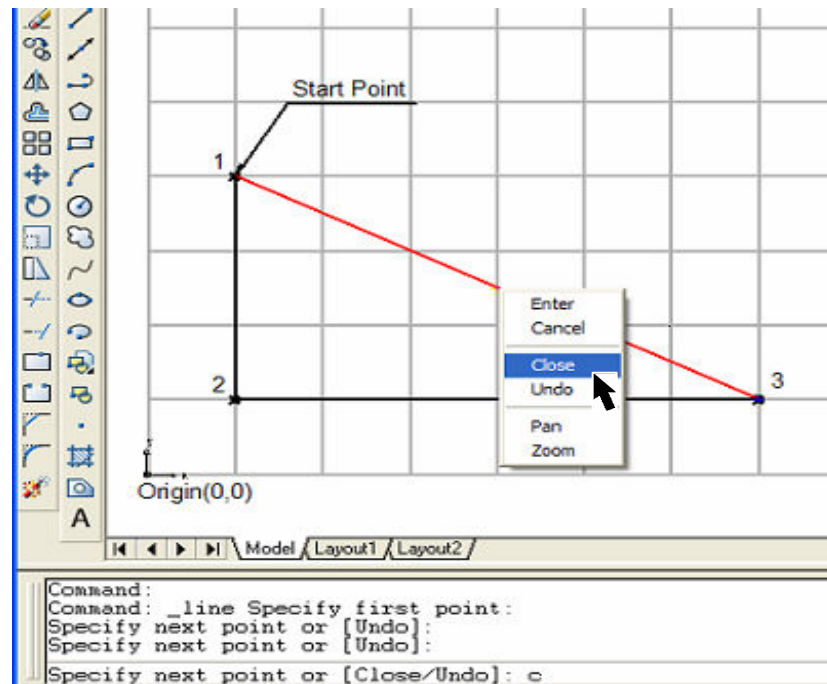 Start Point
1
Enter
Cancel
Close
Undo
Pan
Zoom
2
3
Origin(0,0)
A
Model
Layout1
Layout2
Command:
Command: _line Specify first point:
Specify next point or [Undo]:
Specify next point or [Undo]:
Specify next point or [Close/Undo]: c